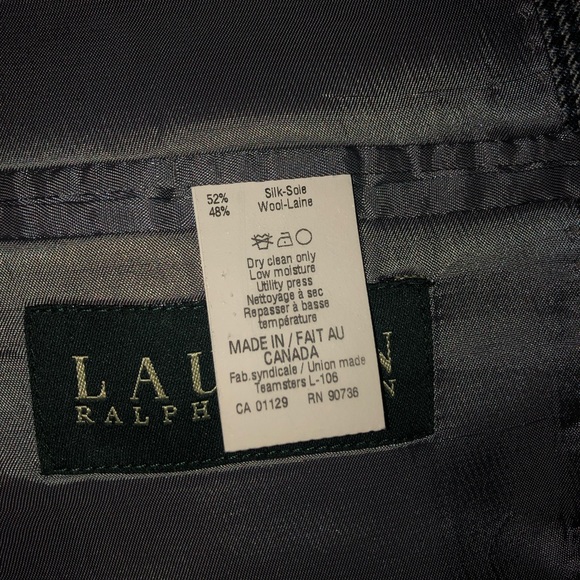 52% Silk-Soie
48% Wool-Laine
Dry clean only
Low moisture
Utility press
Nettoyage à sec
Repasser à basse
température
MADE IN / FAIT AU
CANADA
Fab.syndicale / Union made
Teamsters L-106
CA 01129 RN 90736
LAU N
RALPH N